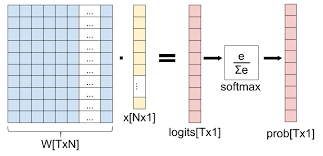 ...
...
...
...
e
Σe
softmax
W[TxN]
x[Nx1]
logits[Tx1]
prob[Tx1]